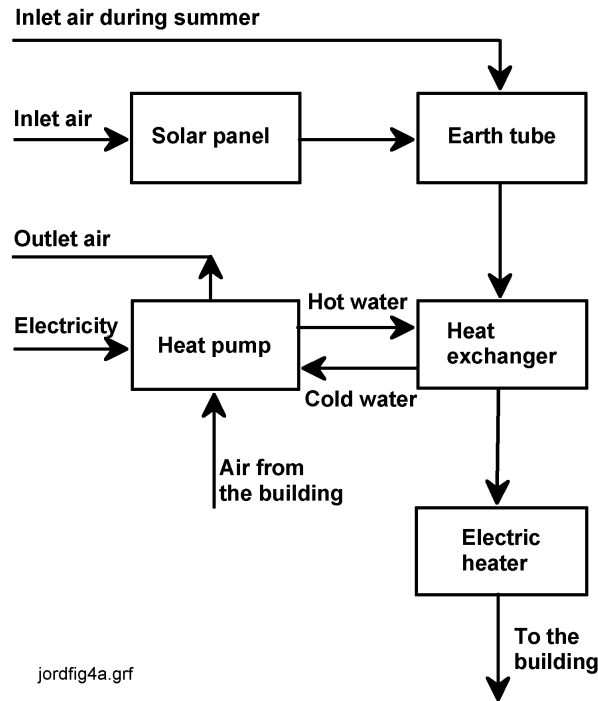 Inlet air during summer
Inlet air
Solar panel
Earth tube
Outlet air
Hot water
Electricity
Heat pump
Heat
exchanger
Cold water
Air from
the building
Electric
heater
To the
building
jordfig4a.grf